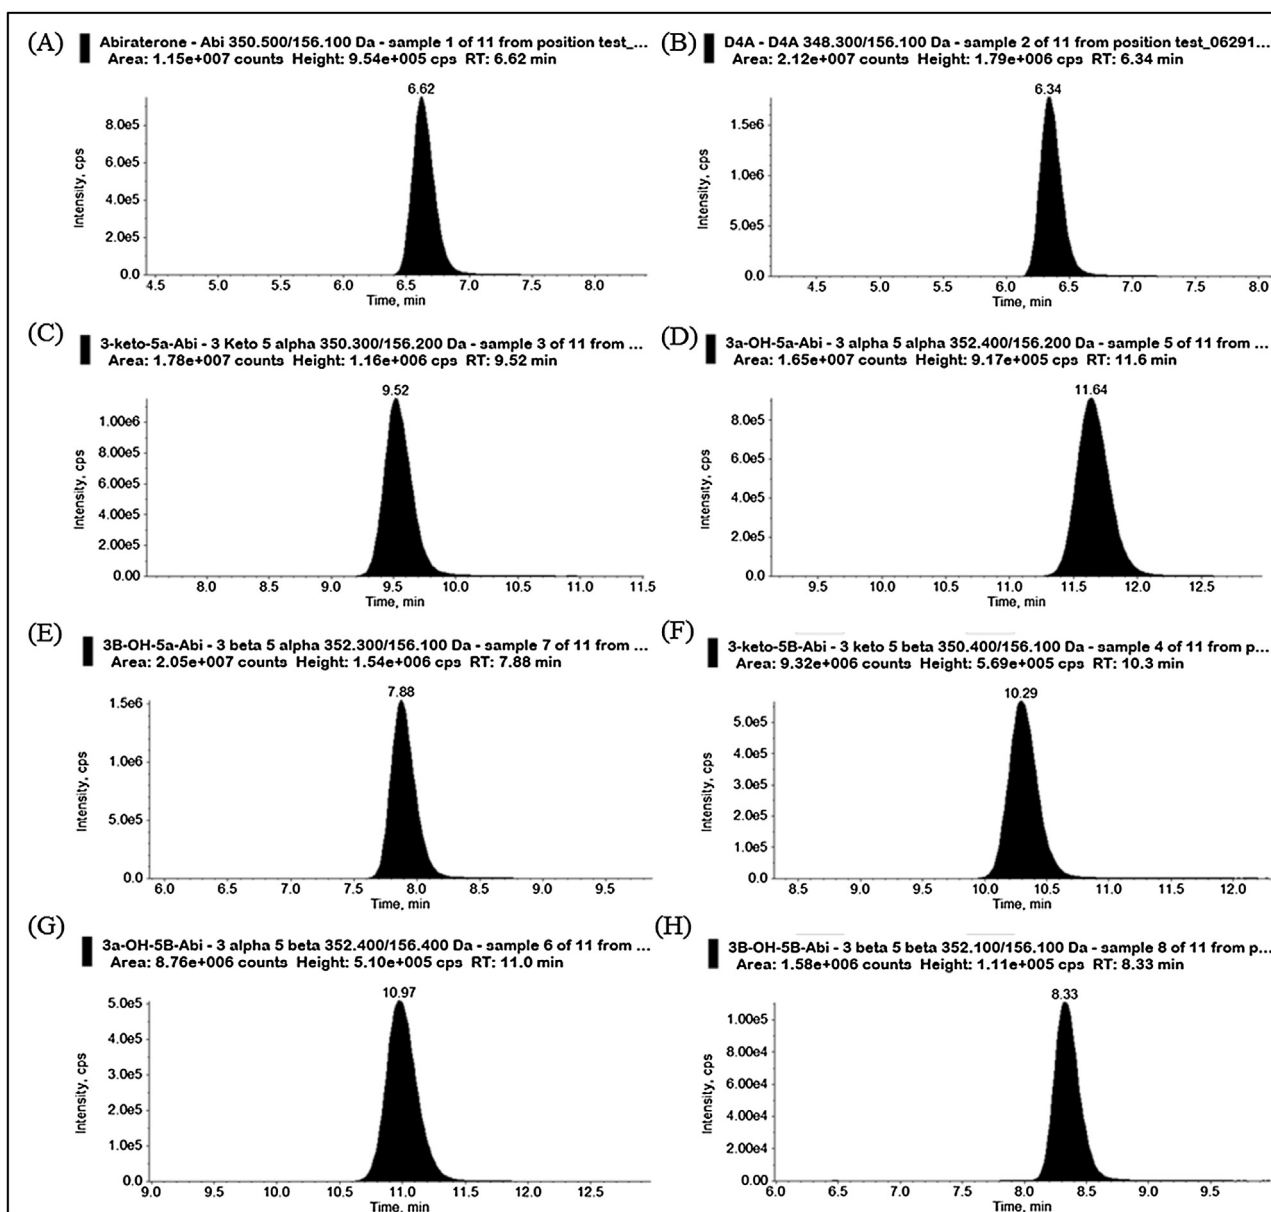 (A)
Abiraterone - Abi 350.500/156.100 Da - sample 1 of 11 from position test_...
Area: 1.15e+007 counts Height: 9.54e+005 cps RT: 6.62 min
6.62
8.0e5
6.0e5
4.0e5
2.0e5
0.0
Intensity, cps
4.5 5.0 5.5 6.0 6.5 7.0 7.5 8.0
Time, min
(B)
D4A - D4A 348.300/156.100 Da - sample 2 of 11 from position test_06291...
Area: 2.12e+007 counts Height: 1.79e+006 cps RT: 6.34 min
6.34
1.5e6
1.0e6
5.0e5
0.0
Intensity, cps
4.5 5.0 5.5 6.0 6.5 7.0 7.5 8.0
Time, min
(C)
3-keto-5a-Abi - 3 Keto 5 alpha 350.300/156.200 Da - sample 3 of 11 from ...
Area: 1.78e+007 counts Height: 1.16e+006 cps RT: 9.52 min
9.52
1.00e6
8.00e5
6.00e5
4.00e5
2.00e5
0.00
Intensity, cps
8.0 8.5 9.0 9.5 10.0 10.5 11.0 11.5
Time, min
(D)
3a-OH-5a-Abi - 3 alpha 5 alpha 352.400/156.200 Da - sample 5 of 11 from ...
Area: 1.65e+007 counts Height: 9.17e+005 cps RT: 11.6 min
11.64
8.0e5
6.0e5
4.0e5
2.0e5
0.0
Intensity, cps
9.5 10.0 10.5 11.0 11.5 12.0 12.5
Time, min
(E)
3B-OH-5a-Abi - 3 beta 5 alpha 352.300/156.100 Da - sample 7 of 11 from ...
Area: 2.05e+007 counts Height: 1.54e+006 cps RT: 7.88 min
7.88
1.5e6
1.0e6
5.0e5
0.0
Intensity, cps
6.0 6.5 7.0 7.5 8.0 8.5 9.0 9.5
Time, min
(F)
3-keto-5B-Abi - 3 keto 5 beta 350.400/156.100 Da - sample 4 of 11 from p...
Area: 9.32e+006 counts Height: 5.69e+005 cps RT: 10.3 min
10.29
5.0e5
4.0e5
3.0e5
2.0e5
1.0e5
0.0
Intensity, cps
8.5 9.0 9.5 10.0 10.5 11.0 11.5 12.0
Time, min
(G)
3a-OH-5B-Abi - 3 alpha 5 beta 352.400/156.400 Da - sample 6 of 11 from ...
Area: 8.76e+006 counts Height: 5.10e+005 cps RT: 11.0 min
10.97
5.0e5
4.0e5
3.0e5
2.0e5
1.0e5
0.0
Intensity, cps
9.0 9.5 10.0 10.5 11.0 11.5 12.0 12.5
Time, min
(H)
3B-OH-5B-Abi - 3 beta 5 beta 352.100/156.100 Da - sample 8 of 11 from p...
Area: 1.58e+006 counts Height: 1.11e+005 cps RT: 8.33 min
8.33
1.00e5
8.00e4
6.00e4
4.00e4
2.00e4
0.00
Intensity, cps
6.0 6.5 7.0 7.5 8.0 8.5 9.0 9.5
Time, min